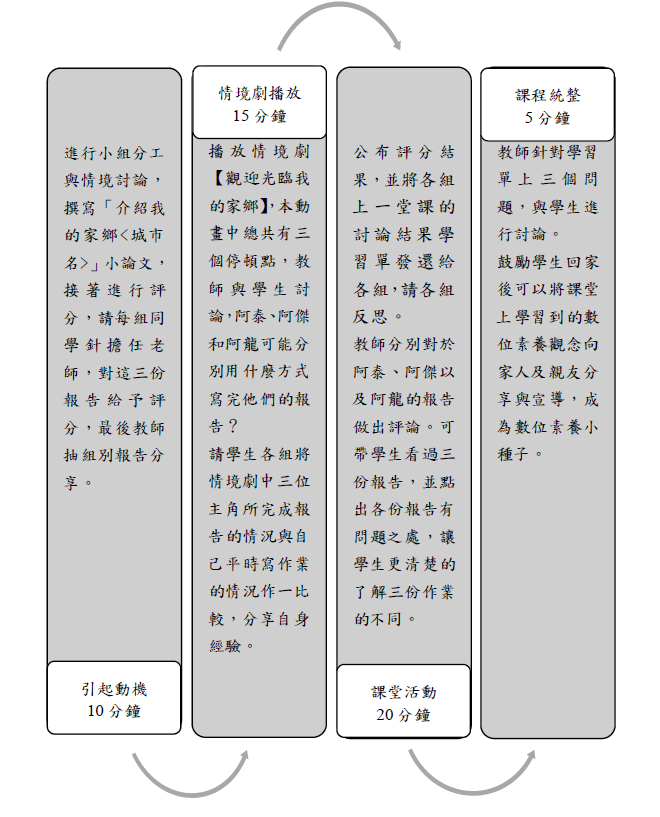 進行小組分工
與情境討論，
撰寫「介紹我
的家鄉<城市
名>」小論文，
接著進行評
分，請每組同
學針擔任老
師，對這三份
報告給予評
分，最後教師
抽組別報告分
享。
引起動機
10 分鐘
情境劇播放
15 分鐘
播放情境劇
【觀迎光臨我
的家鄉】，本動
畫中總共有三
個停頓點，教
師與學生討
論，阿泰、阿傑
和阿龍可能分
別用什麼方式
寫完他們的報
告？
請學生各組將
情境劇中三位
主角所完成報
告的情況與自
己平時寫作業
的情況作一比
較，分享自身
經驗。
公布評分結
果，並將各組
上一堂課的
討論結果學
習單發還給
各組，請各組
反思。
教師分別對於
阿泰、阿傑以
及阿龍的報告
做出評論。可
帶學生看過三
份報告，並點
出各份報告有
問題之處，讓
學生更清楚的
了解三份作業
的不同。
課堂活動
20 分鐘
課程統整
5 分鐘
教師針對學習
單上三個問
題，與學生進
行討論。
鼓勵學生回家
後可以將課堂
上學習到的數
位素養觀念向
家人及親友分
享與宣導，成
為數位素養小
種子。